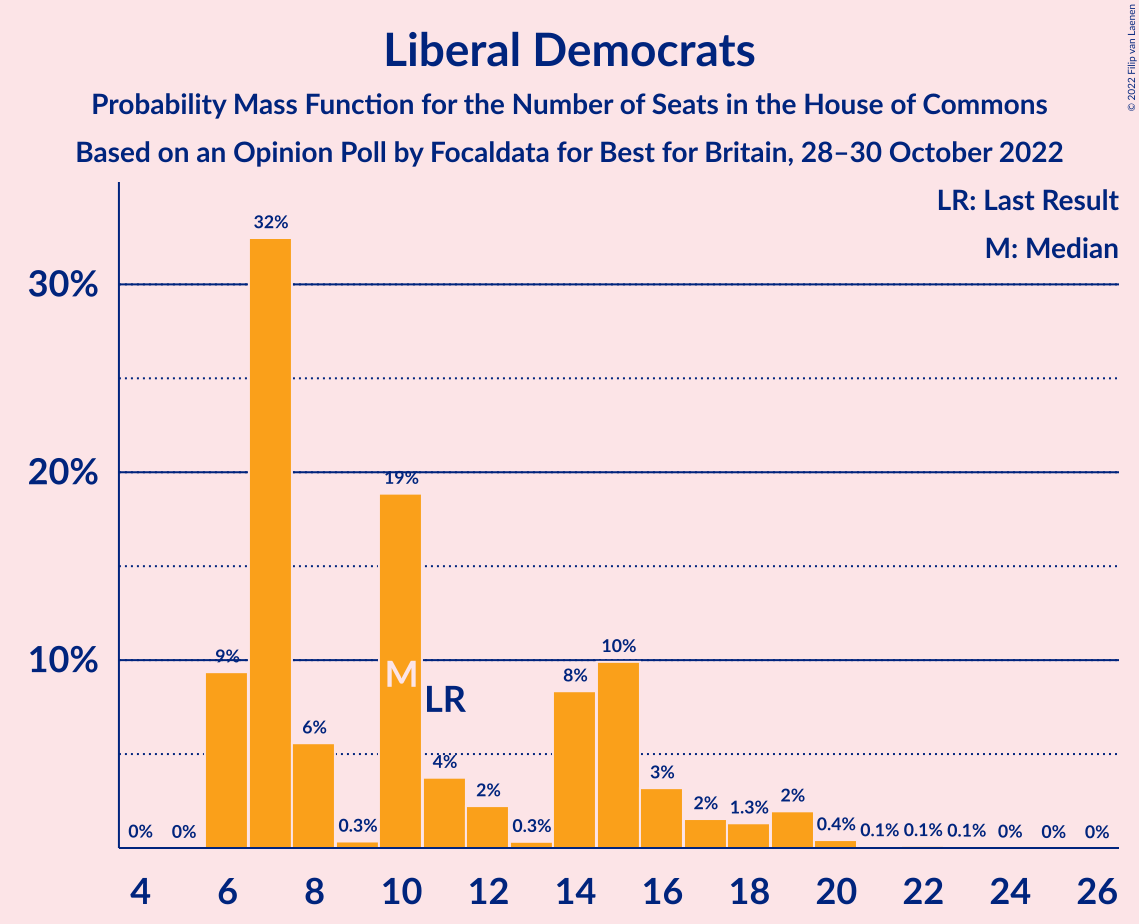 Liberal Democrats
Probability Mass Function for the Number of Seats in the House of Commons
Based on an Opinion Poll by Focaldata for Best for Britain, 28–30 October 2022
© 2022 Filip van Laenen
LR: Last Result
M: Median
30%
20%
10%
0%
0%
9%
32%
6%
0.3%
19%
4%
2%
0.3%
8%
10%
3%
2%
1.3%
2%
0.4%
0.1%
0.1%
0.1%
0%
0%
0%
M
LR
4 6 8 10 12 14 16 18 20 22 24 26